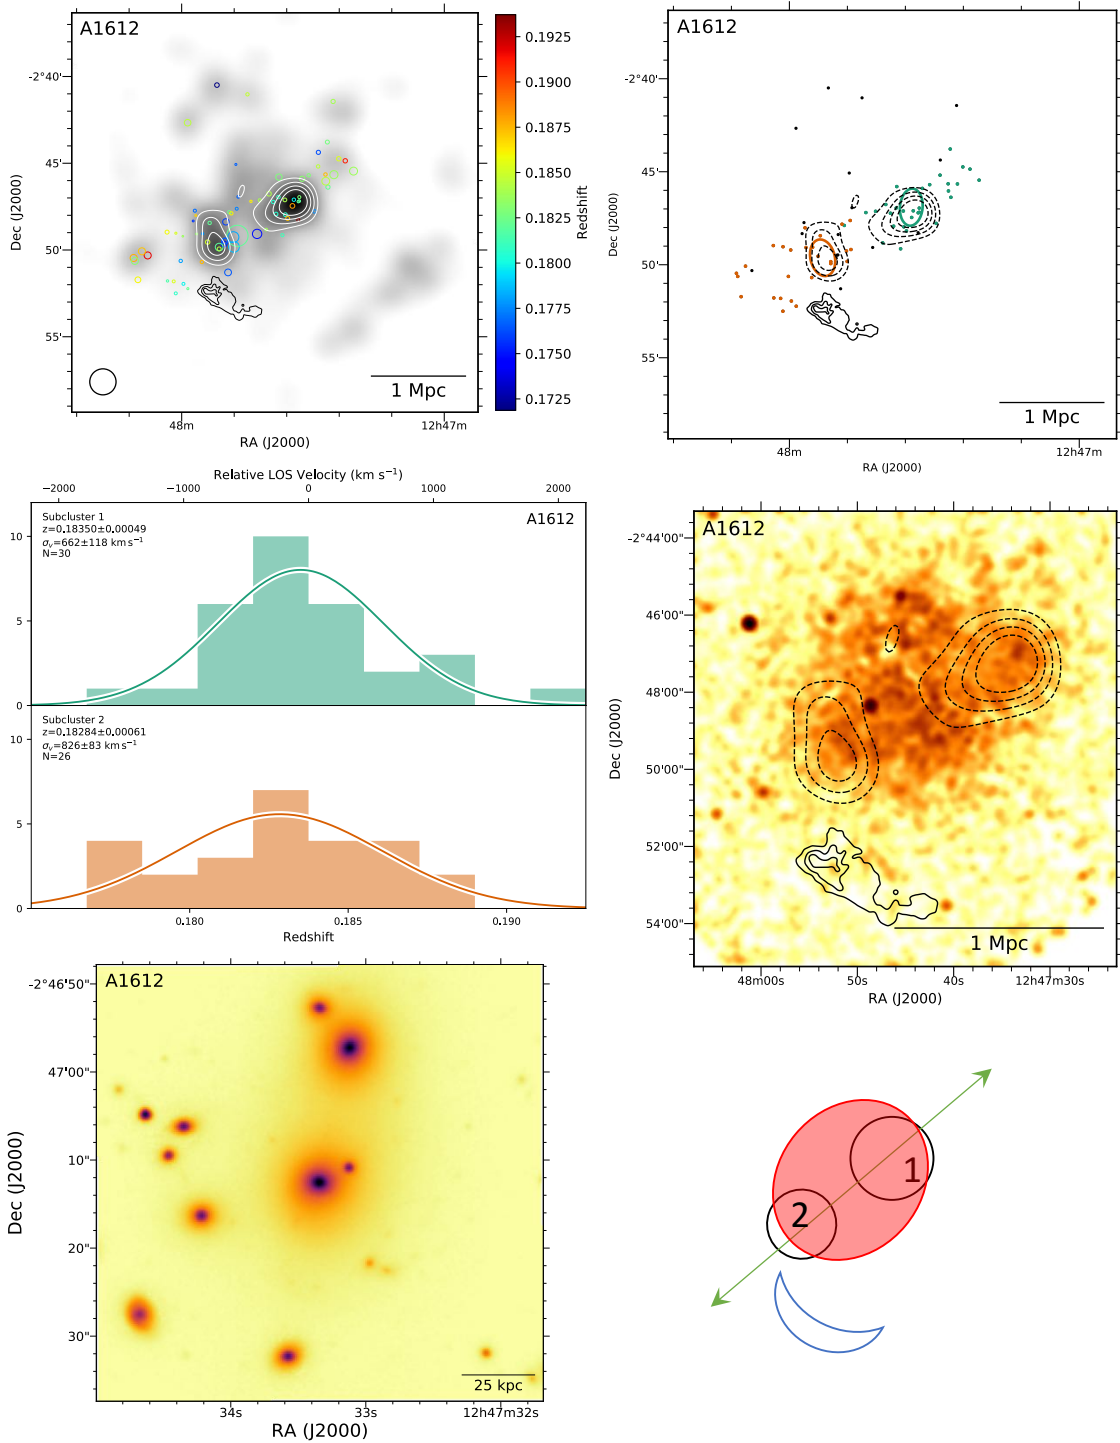 A1612
-2°40'
45'
50'
55'
Dec (J2000)
48m
12h47m
RA (J2000)
1 Mpc
0.1925
0.1900
0.1875
0.1850
0.1825
0.1800
0.1775
0.1750
0.1725
Redshift
A1612
-2°40'
45'
50'
55'
Dec (J2000)
48m
12h47m
RA (J2000)
1 Mpc
Relative LOS Velocity (km s⁻¹)
−2000 −1000 0 1000 2000
Subcluster 1
z=0.18350±0.00049
σᵥ=662±118 km s⁻¹
N=30
A1612
10
5
0
Subcluster 2
z=0.18284±0.00061
σᵥ=826±83 km s⁻¹
N=26
10
5
0
0.180 0.185 0.190
Redshift
A1612
-2°44'00"
46'00"
48'00"
50'00"
52'00"
54'00"
Dec (J2000)
1 Mpc
48m00s 50s 40s 12h47m30s
RA (J2000)
A1612
-2°46'50"
47'00"
10"
20"
30"
Dec (J2000)
25 kpc
34s 33s 12h47m32s
RA (J2000)
1
2